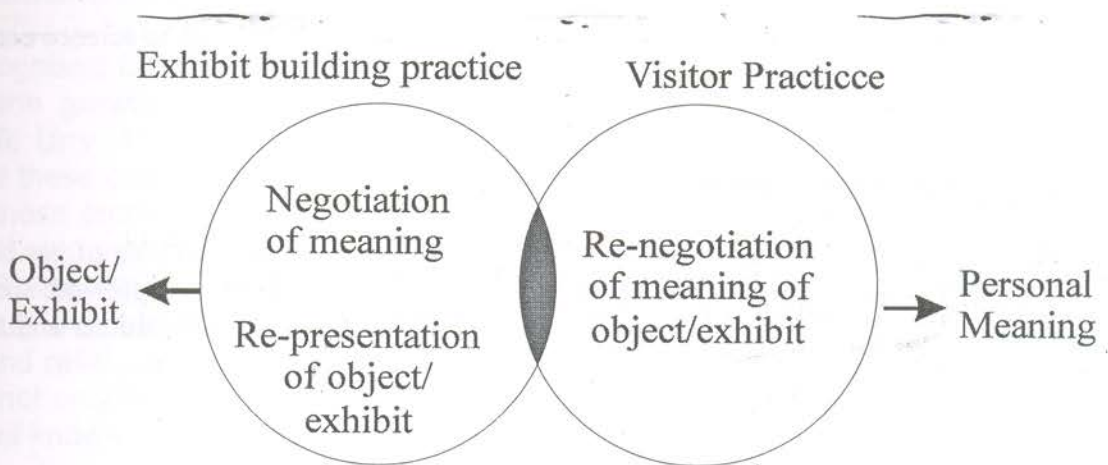 Exhibit building practice
Visitor Practicce
Negotiation
of meaning
Re-presentation
of object/
exhibit
Re-negotiation
of meaning of
object/exhibit
Object/
Exhibit
Personal
Meaning